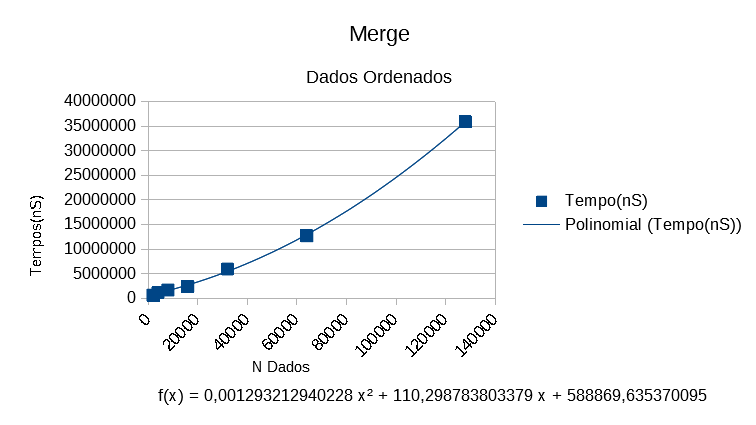 Merge
Dados Ordenados
40000000
35000000
30000000
25000000
20000000
15000000
10000000
5000000
0
Tempos(nS)
0
20000
40000
60000
80000
100000
120000
140000
N Dados
Tempo(nS)
Polinomial (Tempo(nS))
f(x) = 0,001293212940228 x² + 110,298783803379 x + 588869,635370095